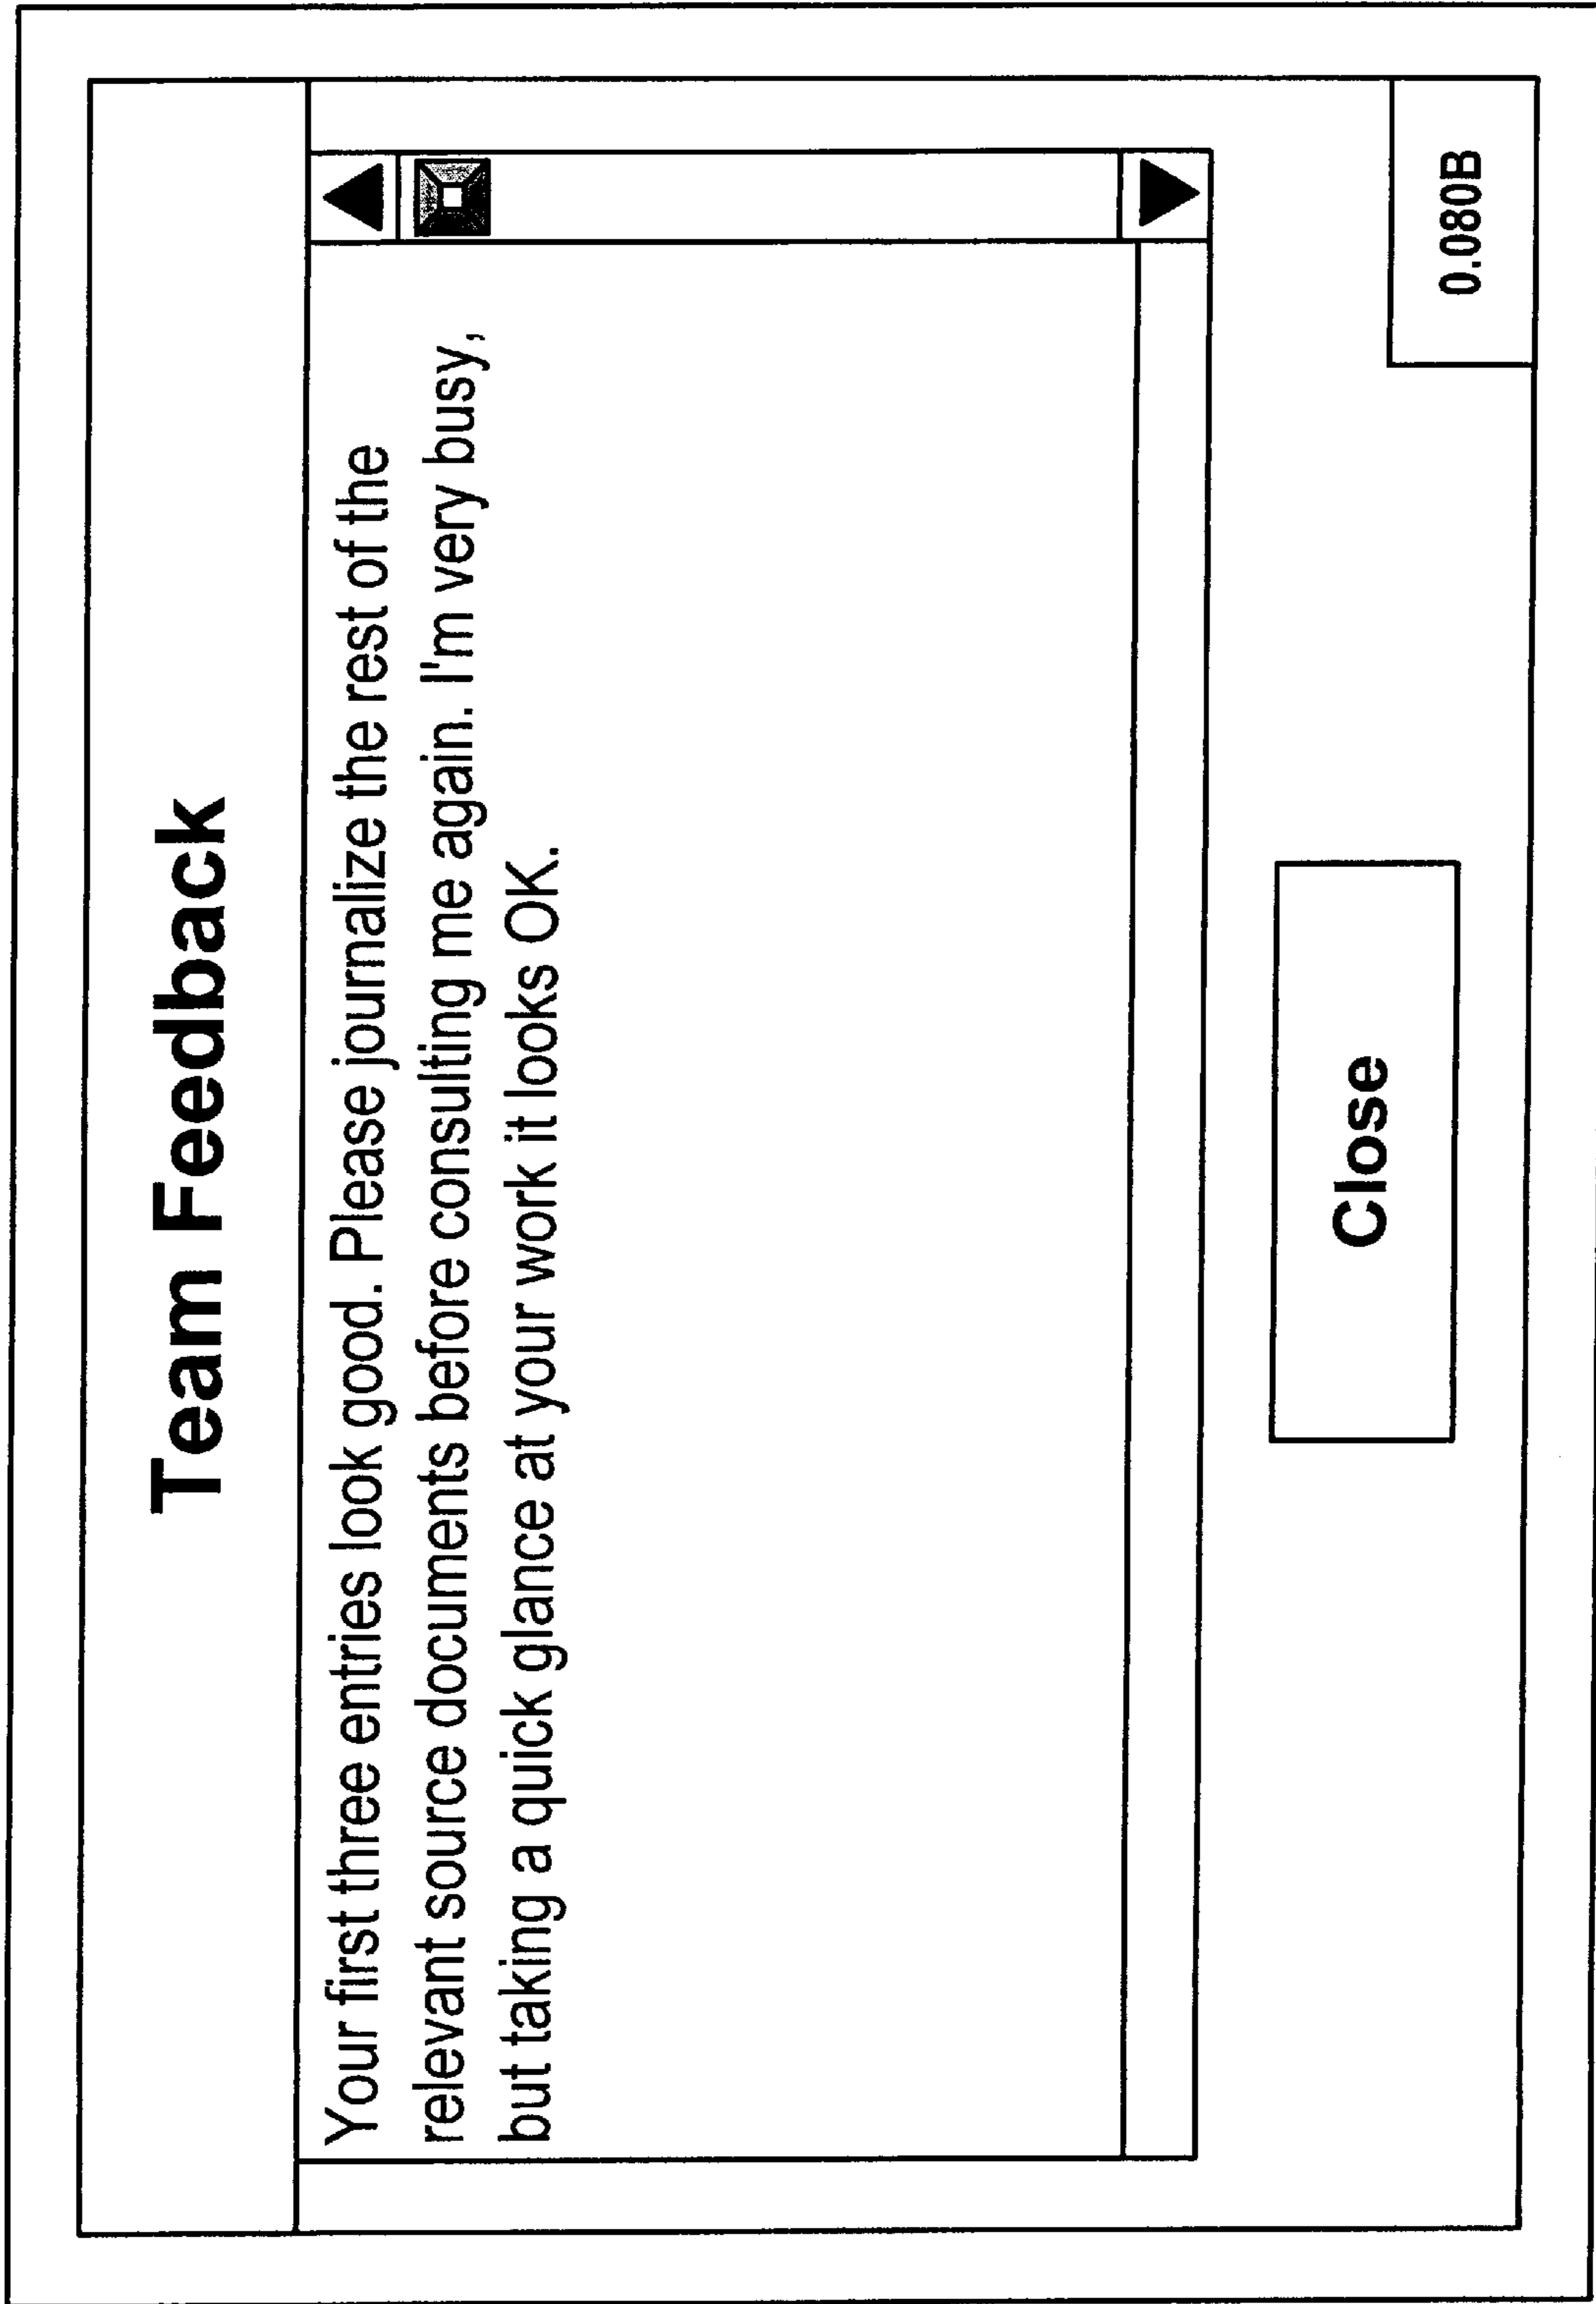 Team Feedback
Your first three entries look good. Please journalize the rest of the
relevant source documents before consulting me again. I'm very busy,
but taking a quick glance at your work it looks OK.
Close
0.080B